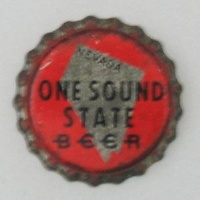 NEVADA
ONE SOUND
STATE
BEER